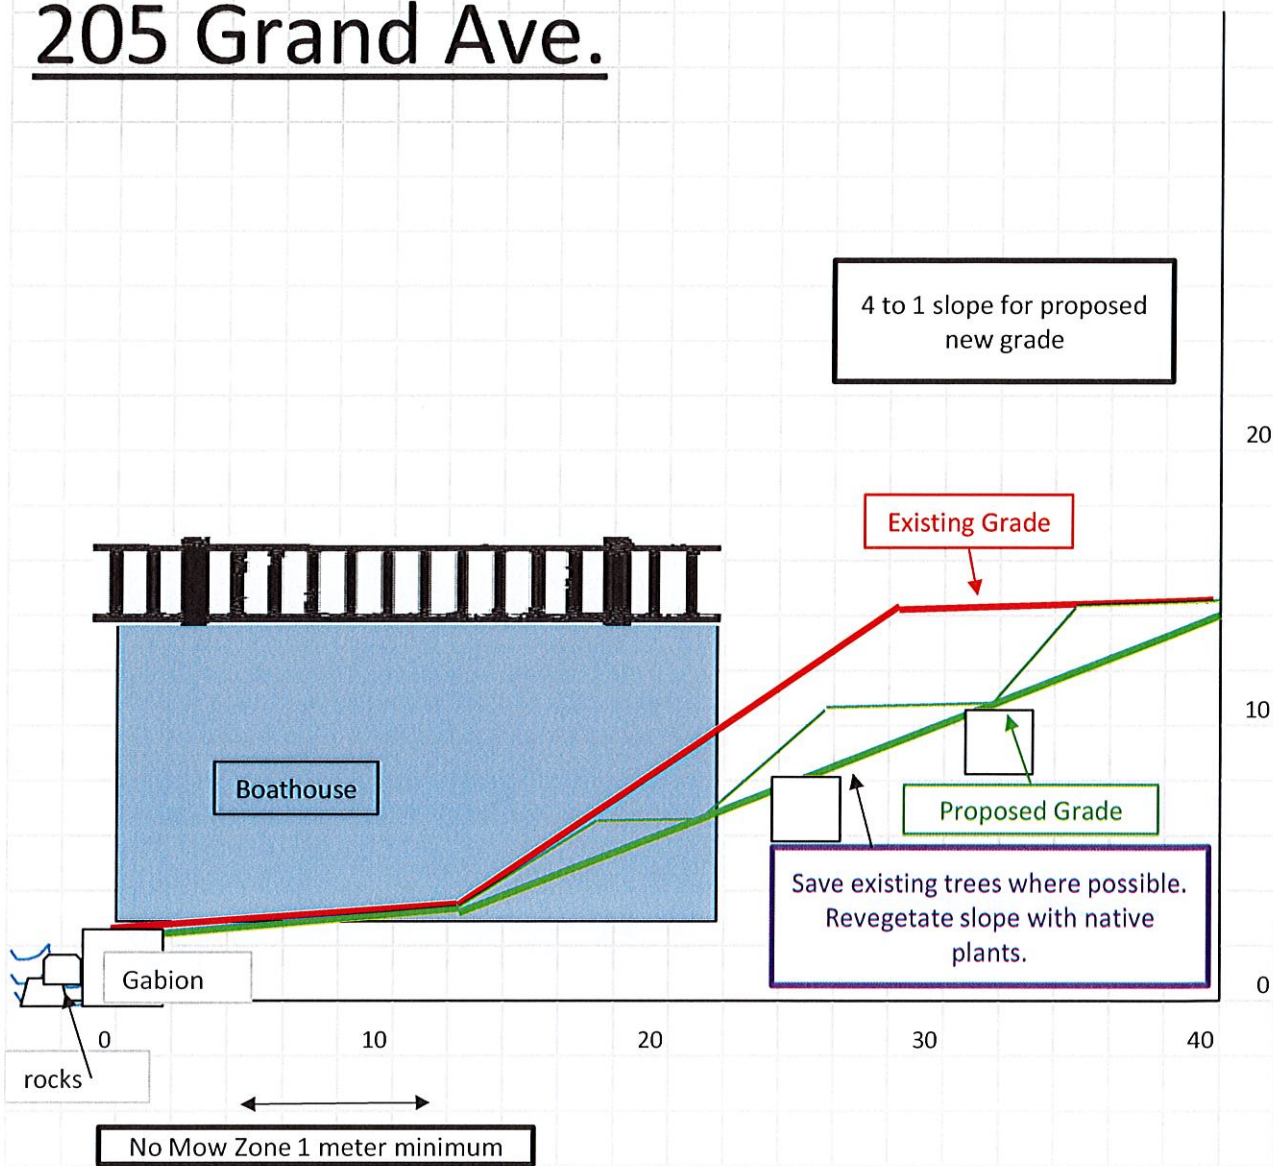 205 Grand Ave.
4 to 1 slope for proposed
new grade
20
Existing Grade
10
Boathouse
Proposed Grade
Save existing trees where possible.
Revegetate slope with native
plants.
Gabion
0
0 10 20 30 40
rocks
No Mow Zone 1 meter minimum